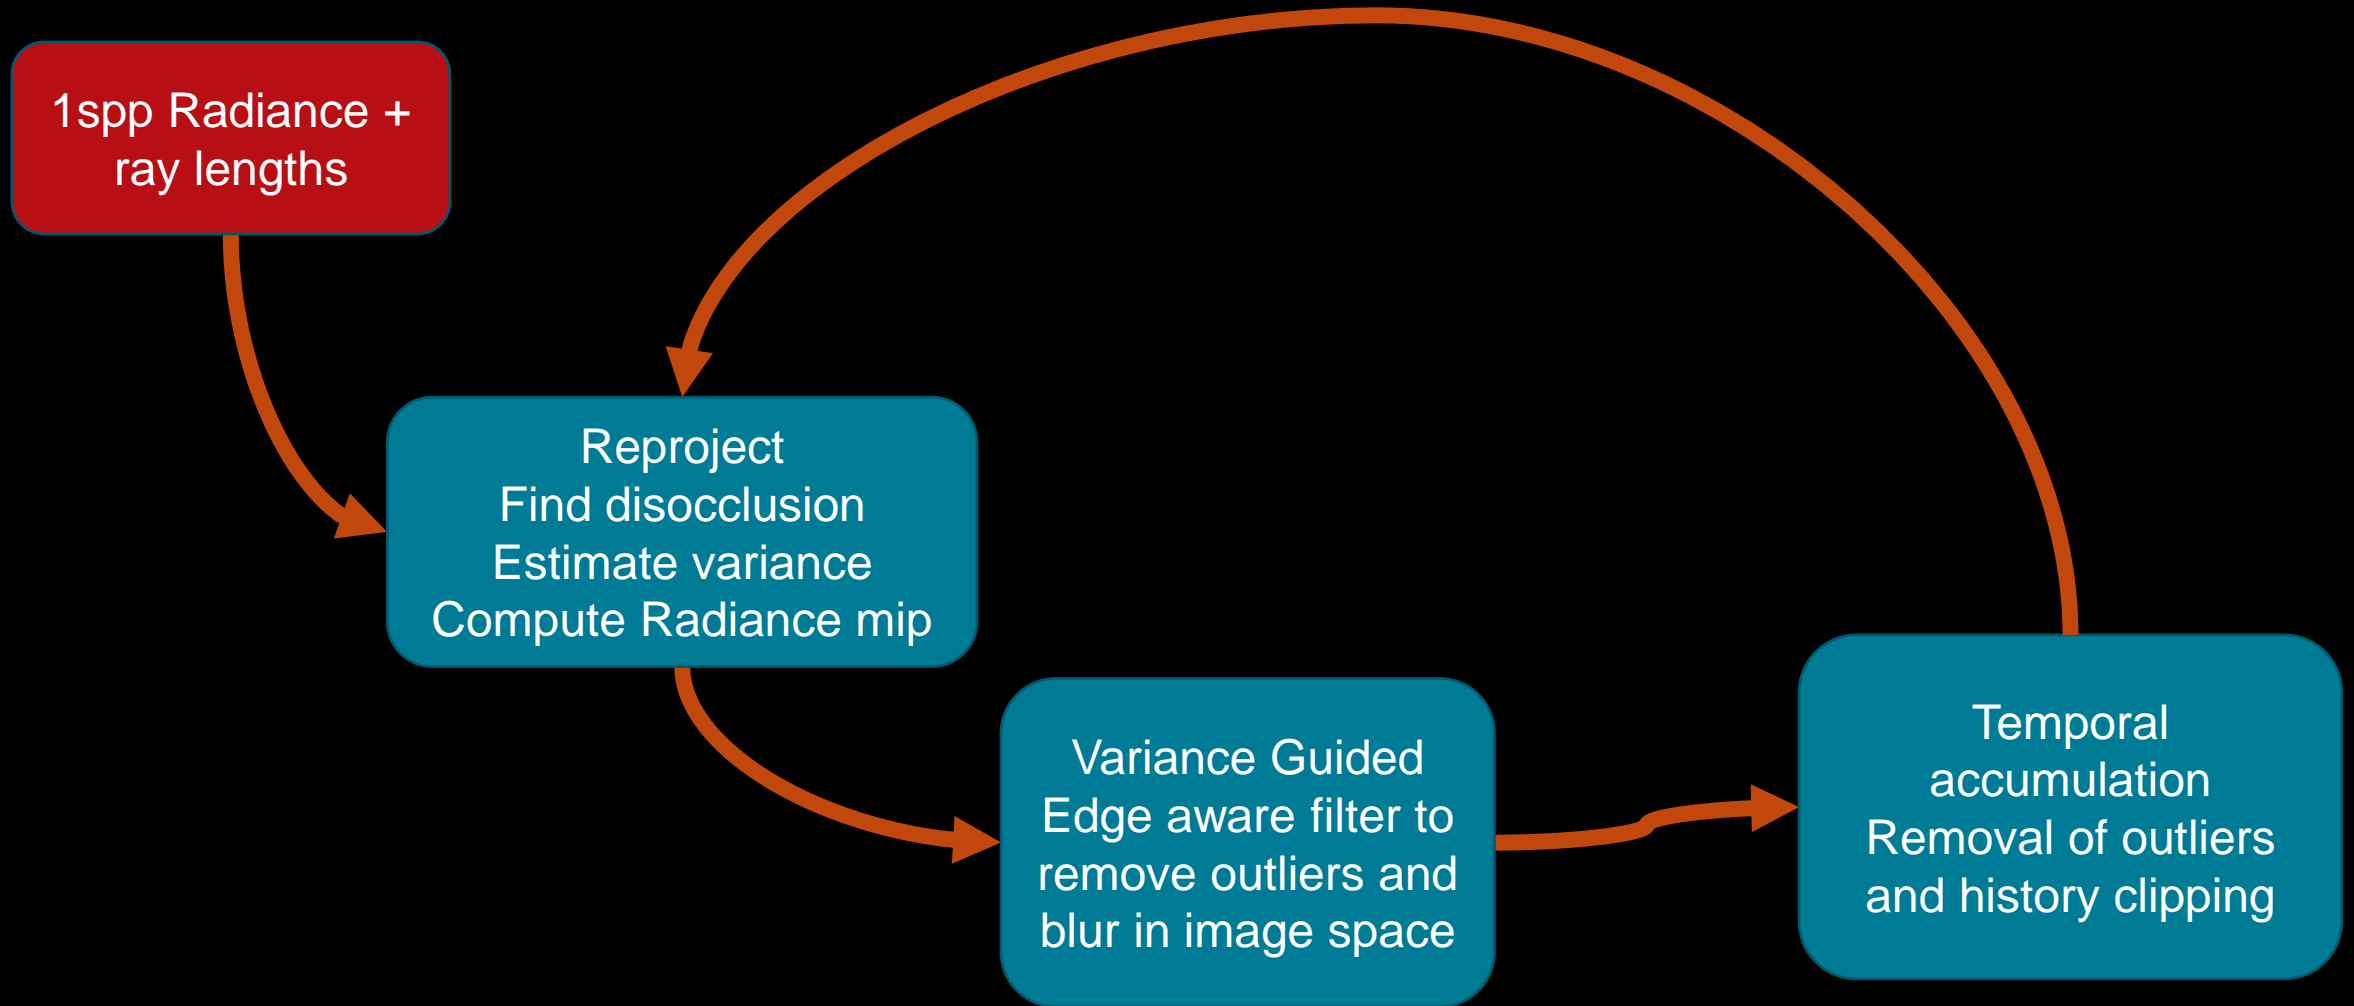 1spp Radiance +
ray lengths
Reproject
Find disocclusion
Estimate variance
Compute Radiance mip
Variance Guided
Edge aware filter to
remove outliers and
blur in image space
Temporal
accumulation
Removal of outliers
and history clipping